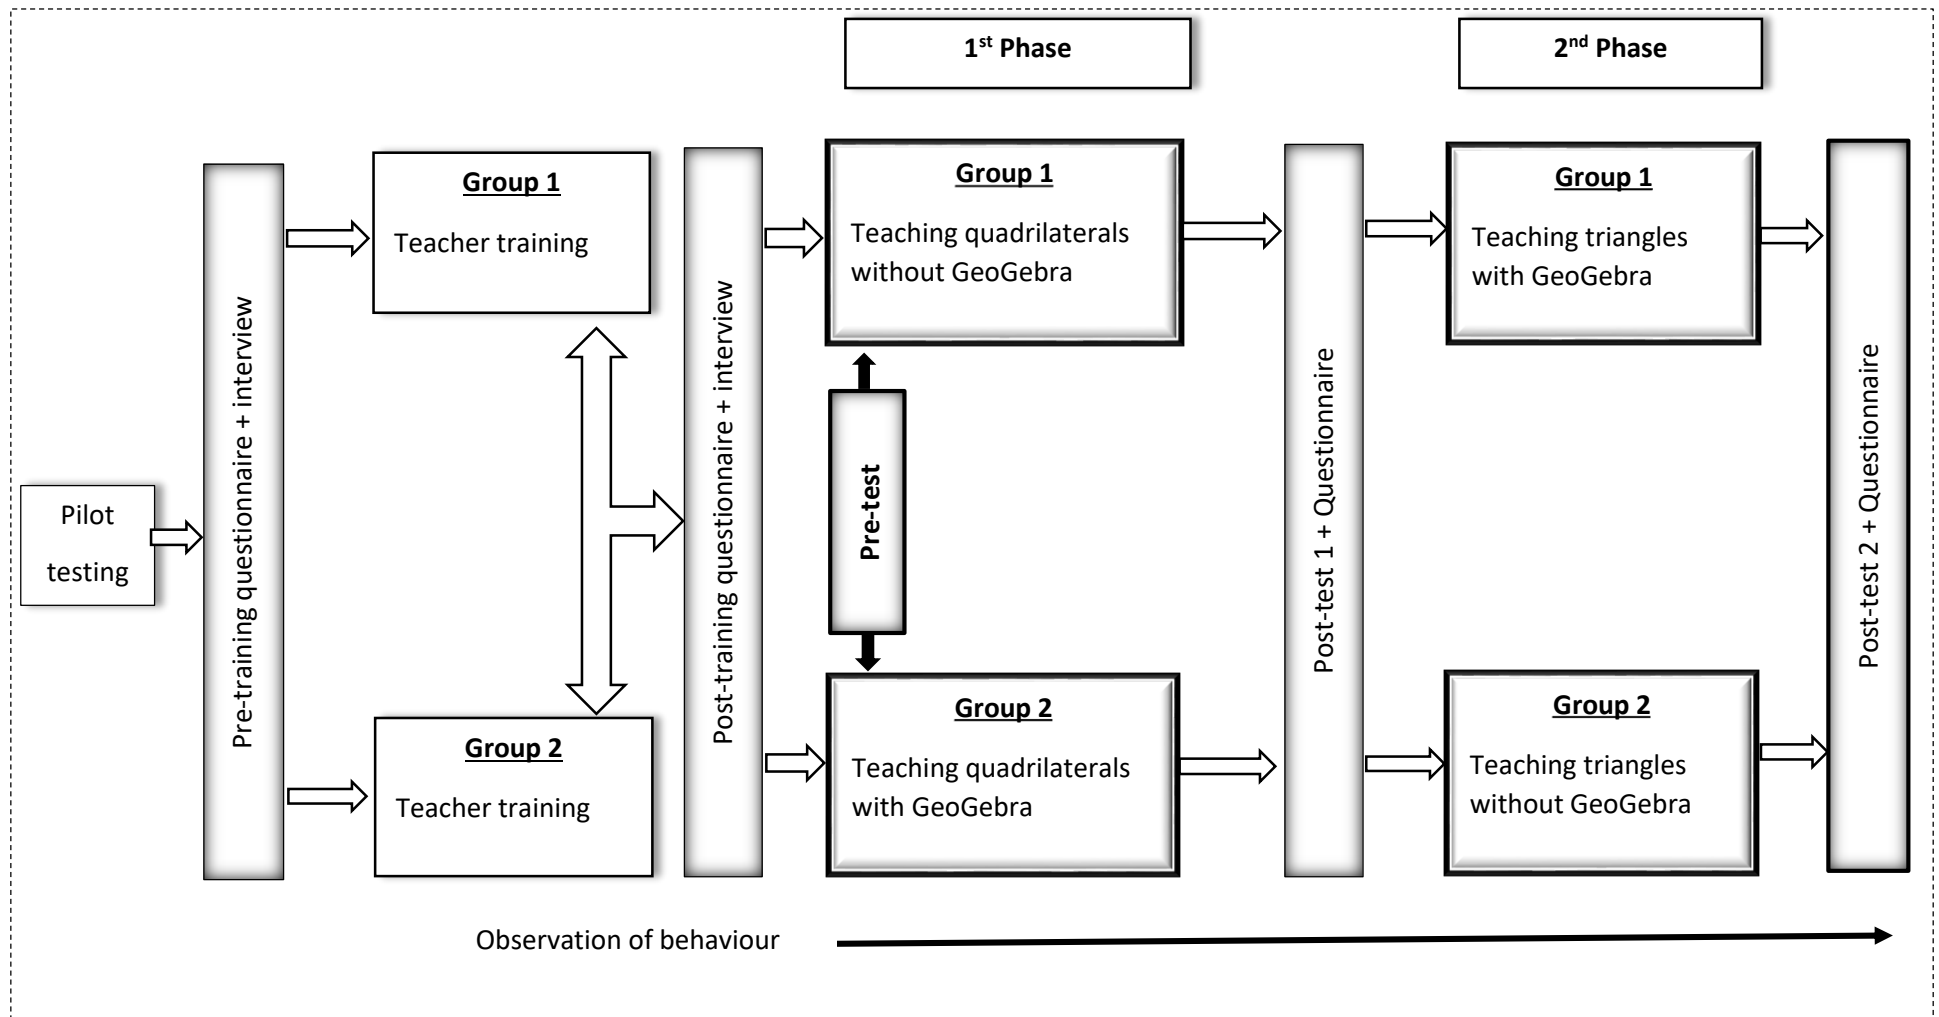 1st Phase
2nd Phase
Pilot
testing
Pre-training questionnaire + interview
Group 1
Teacher training
Group 2
Teacher training
Post-training questionnaire + interview
Group 1
Teaching quadrilaterals
without GeoGebra
Pre-test
Group 2
Teaching quadrilaterals
with GeoGebra
Post-test 1 + Questionnaire
Group 1
Teaching triangles
with GeoGebra
Group 2
Teaching triangles
without GeoGebra
Post-test 2 + Questionnaire
Observation of behaviour